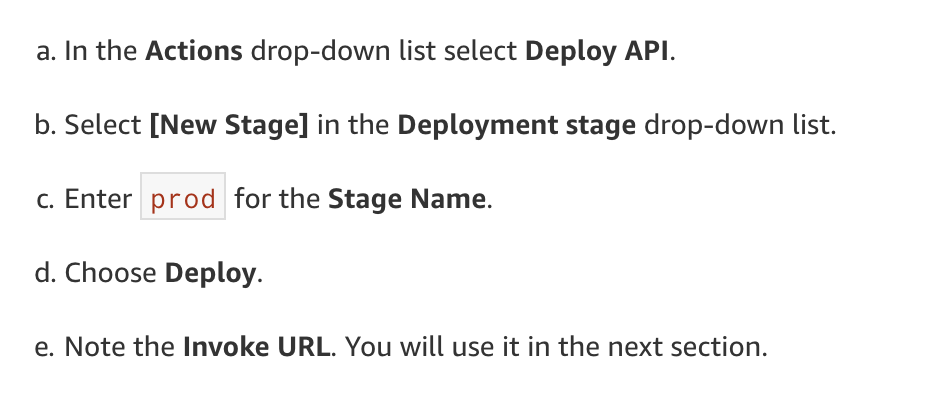 a. In the Actions drop-down list select Deploy API.
b. Select [New Stage] in the Deployment stage drop-down list.
c. Enter prod for the Stage Name.
d. Choose Deploy.
e. Note the Invoke URL. You will use it in the next section.